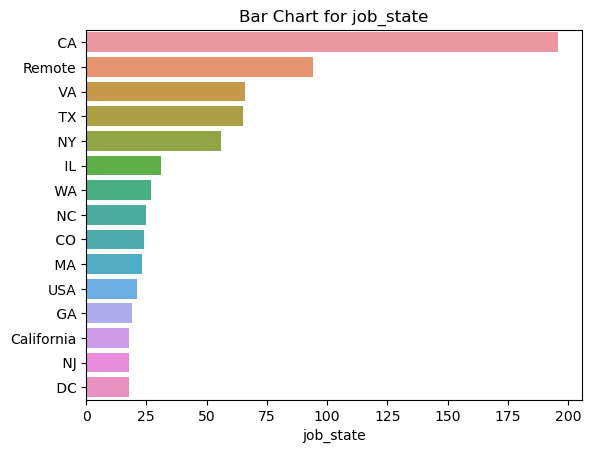 Bar Chart for job_state
CA
Remote
VA
TX
NY
IL
WA
NC
CO
MA
USA
GA
California
NJ
DC
0 25 50 75 100 125 150 175 200
job_state